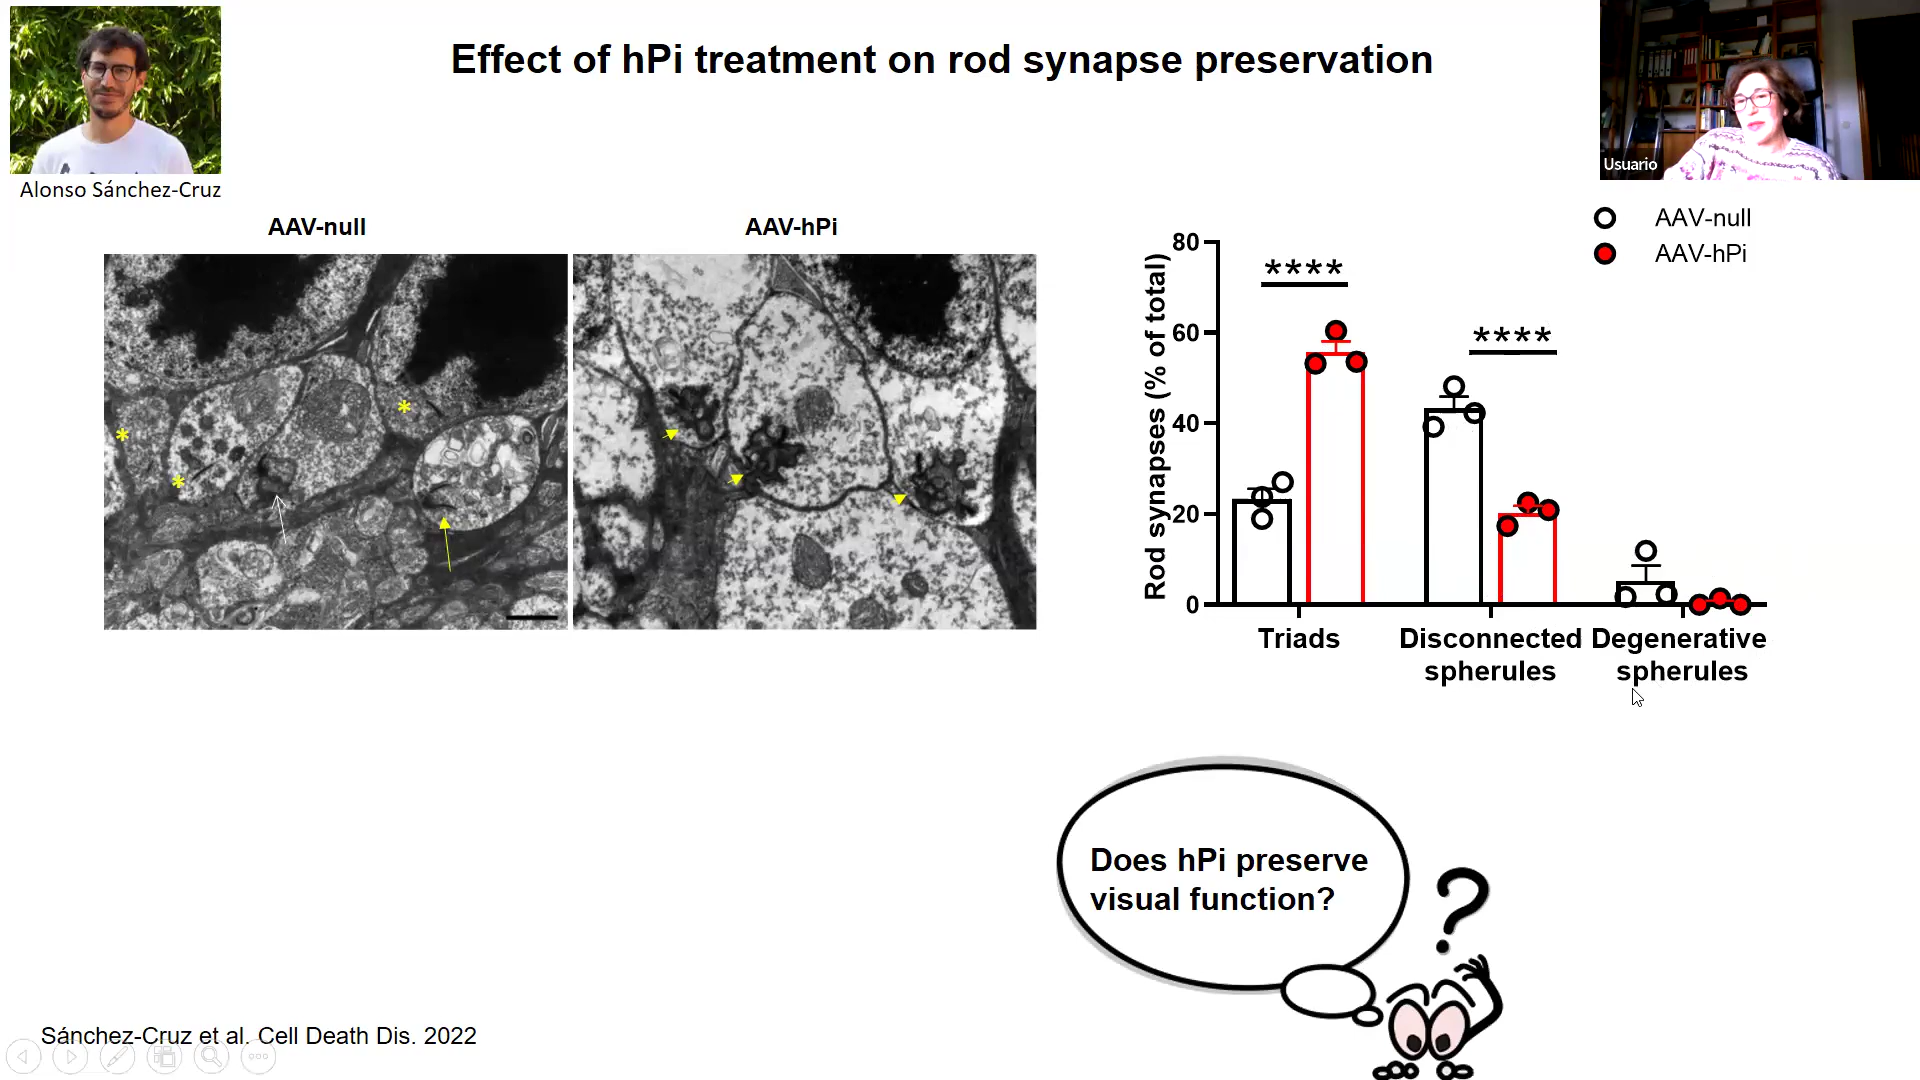 Effect of hPi treatment on rod synapse preservation
Usuario
Alonso Sánchez-Cruz
AAV-null
AAV-hPi
AAV-null
AAV-hPi
Rod synapses (% of total)
80
60
40
20
0
****
****
*
*
*
Triads
Disconnected
spherules
Degenerative
spherules
Does hPi preserve
visual function?
?
Sánchez-Cruz et al. Cell Death Dis. 2022